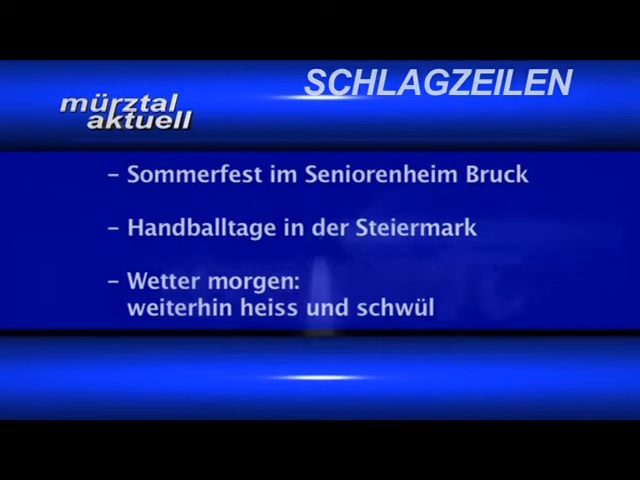 SCHLAGZEILEN
mürztal
aktuell
- Sommerfest im Seniorenheim Bruck
- Handballtage in der Steiermark
- Wetter morgen:
weiterhin heiss und schwül